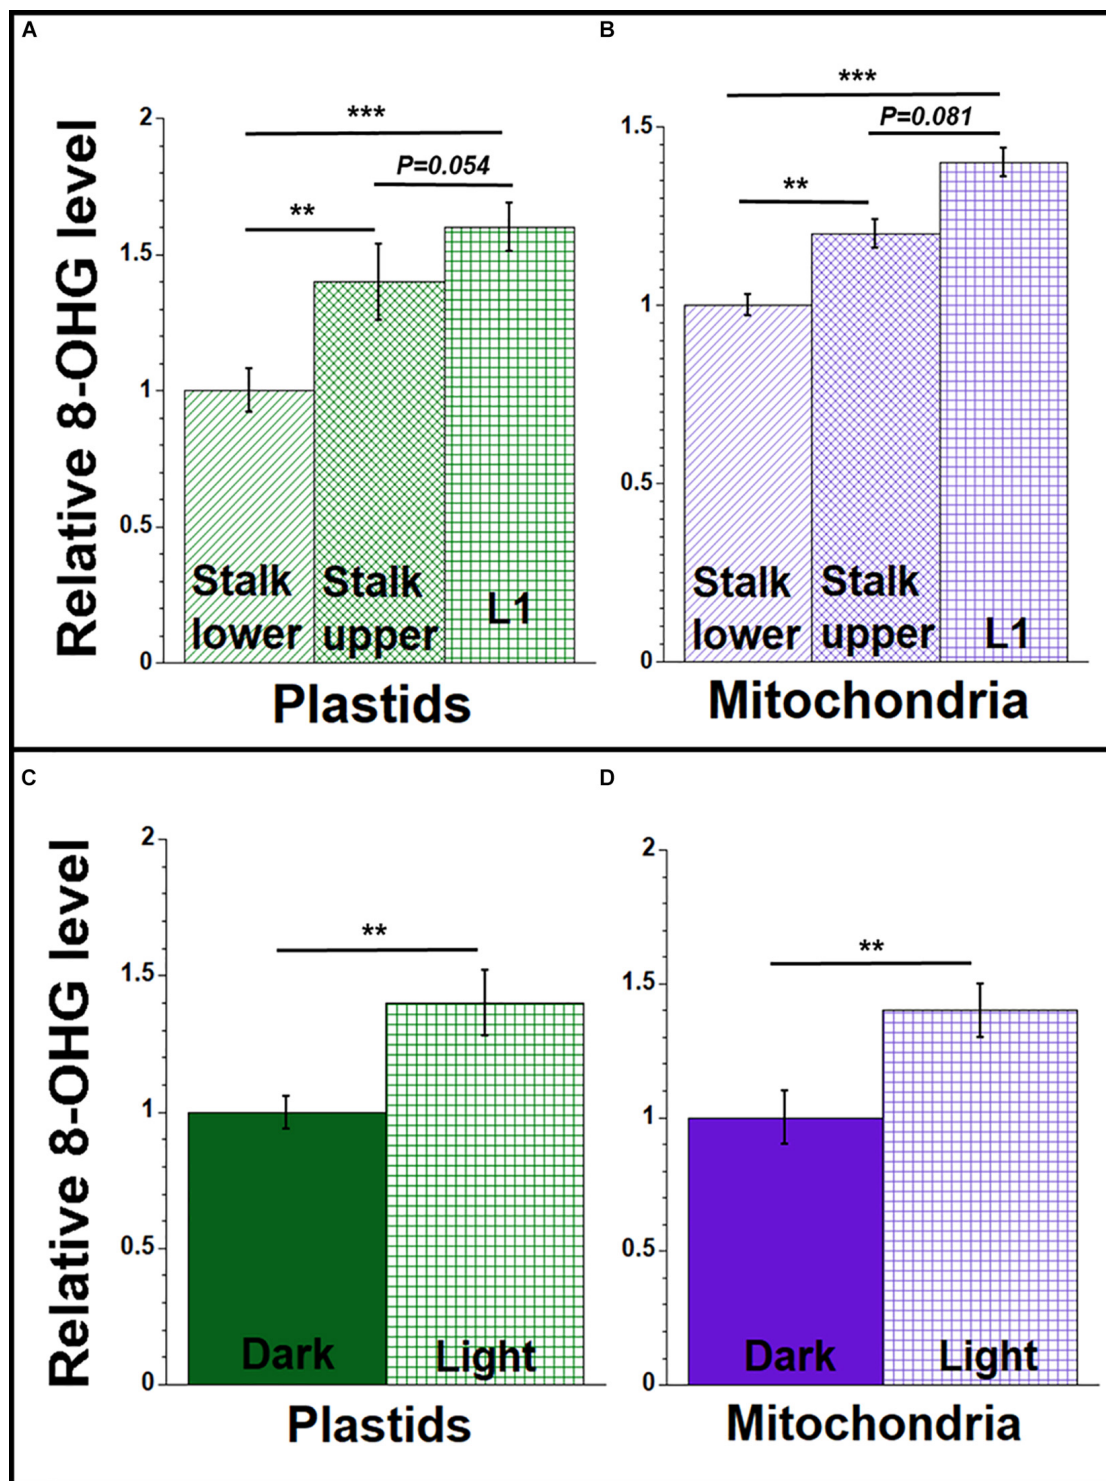 A
Relative 8-OHG level
2
1.5
1
0.5
0
***
P=0.054
**
Stalk lower
Stalk upper
L1
Plastids
B
1.5
1
0.5
0
***
P=0.081
**
Stalk lower
Stalk upper
L1
Mitochondria
C
Relative 8-OHG level
2
1.5
1
0.5
0
**
Dark
Light
Plastids
D
2
1.5
1
0.5
0
**
Dark
Light
Mitochondria